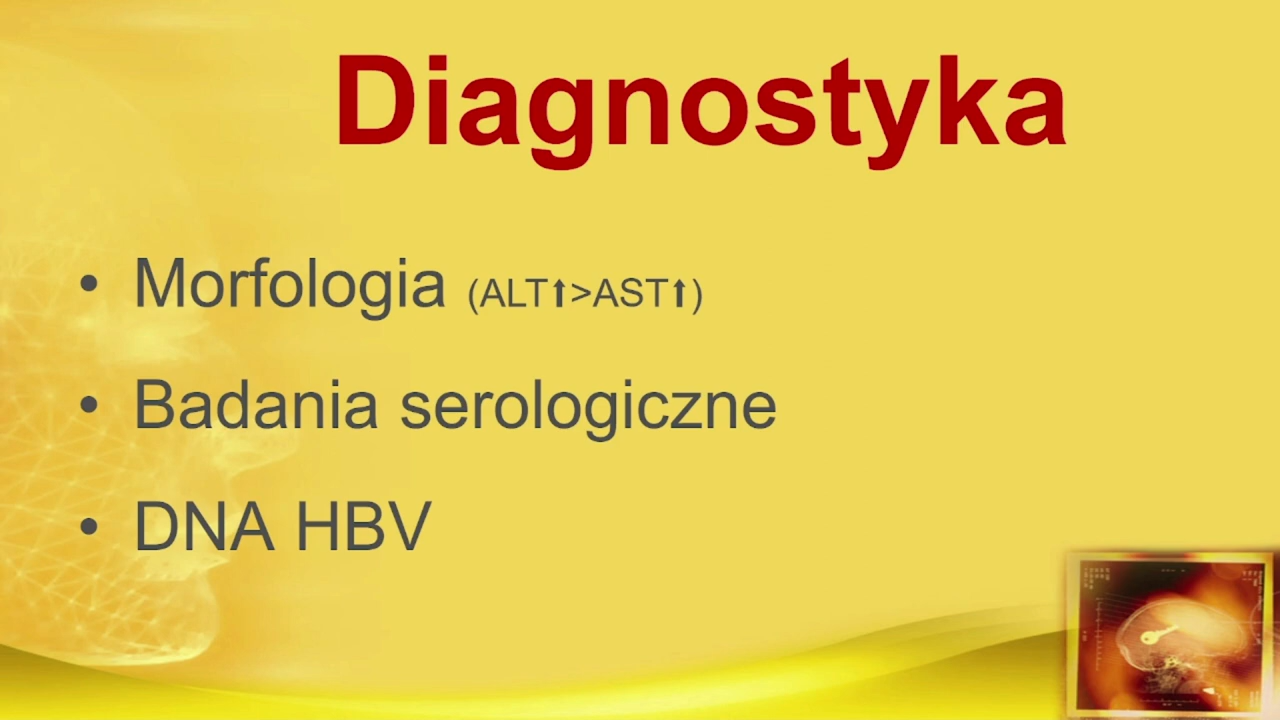 Diagnostyka
• Morfologia (ALT⬆>AST⬆)
• Badania serologiczne
• DNA HBV